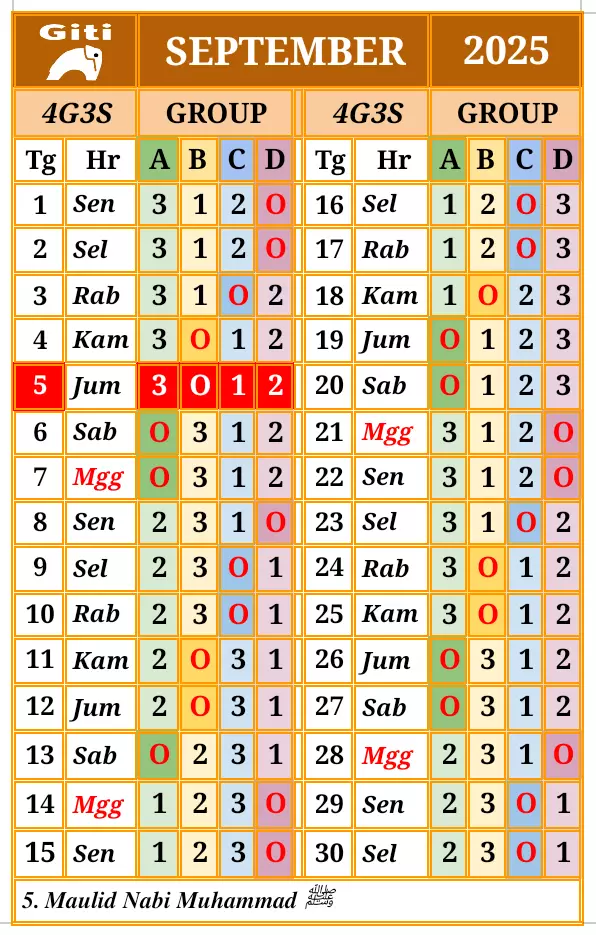 Giti SEPTEMBER 2025
4G3S GROUP 4G3S GROUP
Tg Hr A B C D Tg Hr A B C D
1 Sen 3 1 2 O 16 Sel 1 2 O 3
2 Sel 3 1 2 O 17 Rab 1 2 O 3
3 Rab 3 1 O 2 18 Kam 1 O 2 3
4 Kam 3 O 1 2 19 Jum O 1 2 3
5 Jum 3 O 1 2 20 Sab O 1 2 3
6 Sab O 3 1 2 21 Mgg 3 1 2 O
7 Mgg O 3 1 2 22 Sen 3 1 2 O
8 Sen 2 3 1 O 23 Sel 3 1 O 2
9 Sel 2 3 O 1 24 Rab 3 O 1 2
10 Rab 2 3 O 1 25 Kam 3 O 1 2
11 Kam 2 O 3 1 26 Jum O 3 1 2
12 Jum 2 O 3 1 27 Sab O 3 1 2
13 Sab O 2 3 1 28 Mgg 2 3 1 O
14 Mgg 1 2 3 O 29 Sen 2 3 O 1
15 Sen 1 2 3 O 30 Sel 2 3 O 1
5. Maulid Nabi Muhammad ﷺ